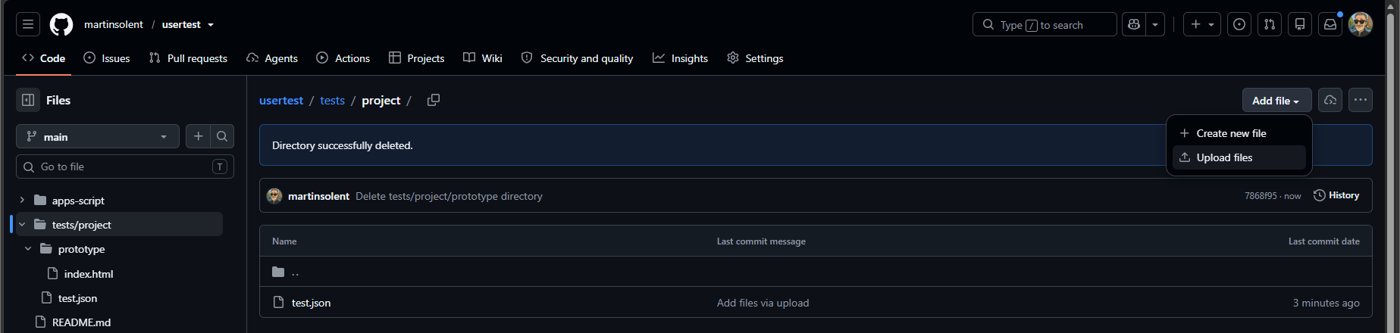 martinsolent / usertest
Type / to search
Code Issues Pull requests Agents Actions Projects Wiki Security and quality Insights Settings
Files
main
Go to file T
apps-script
tests/project
prototype
index.html
test.json
README.md
usertest / tests / project /
Add file
Create new file
Upload files
Directory successfully deleted.
martinsolent Delete tests/project/prototype directory
7868f95 · now History
Name Last commit message Last commit date
..
test.json Add files via upload 3 minutes ago